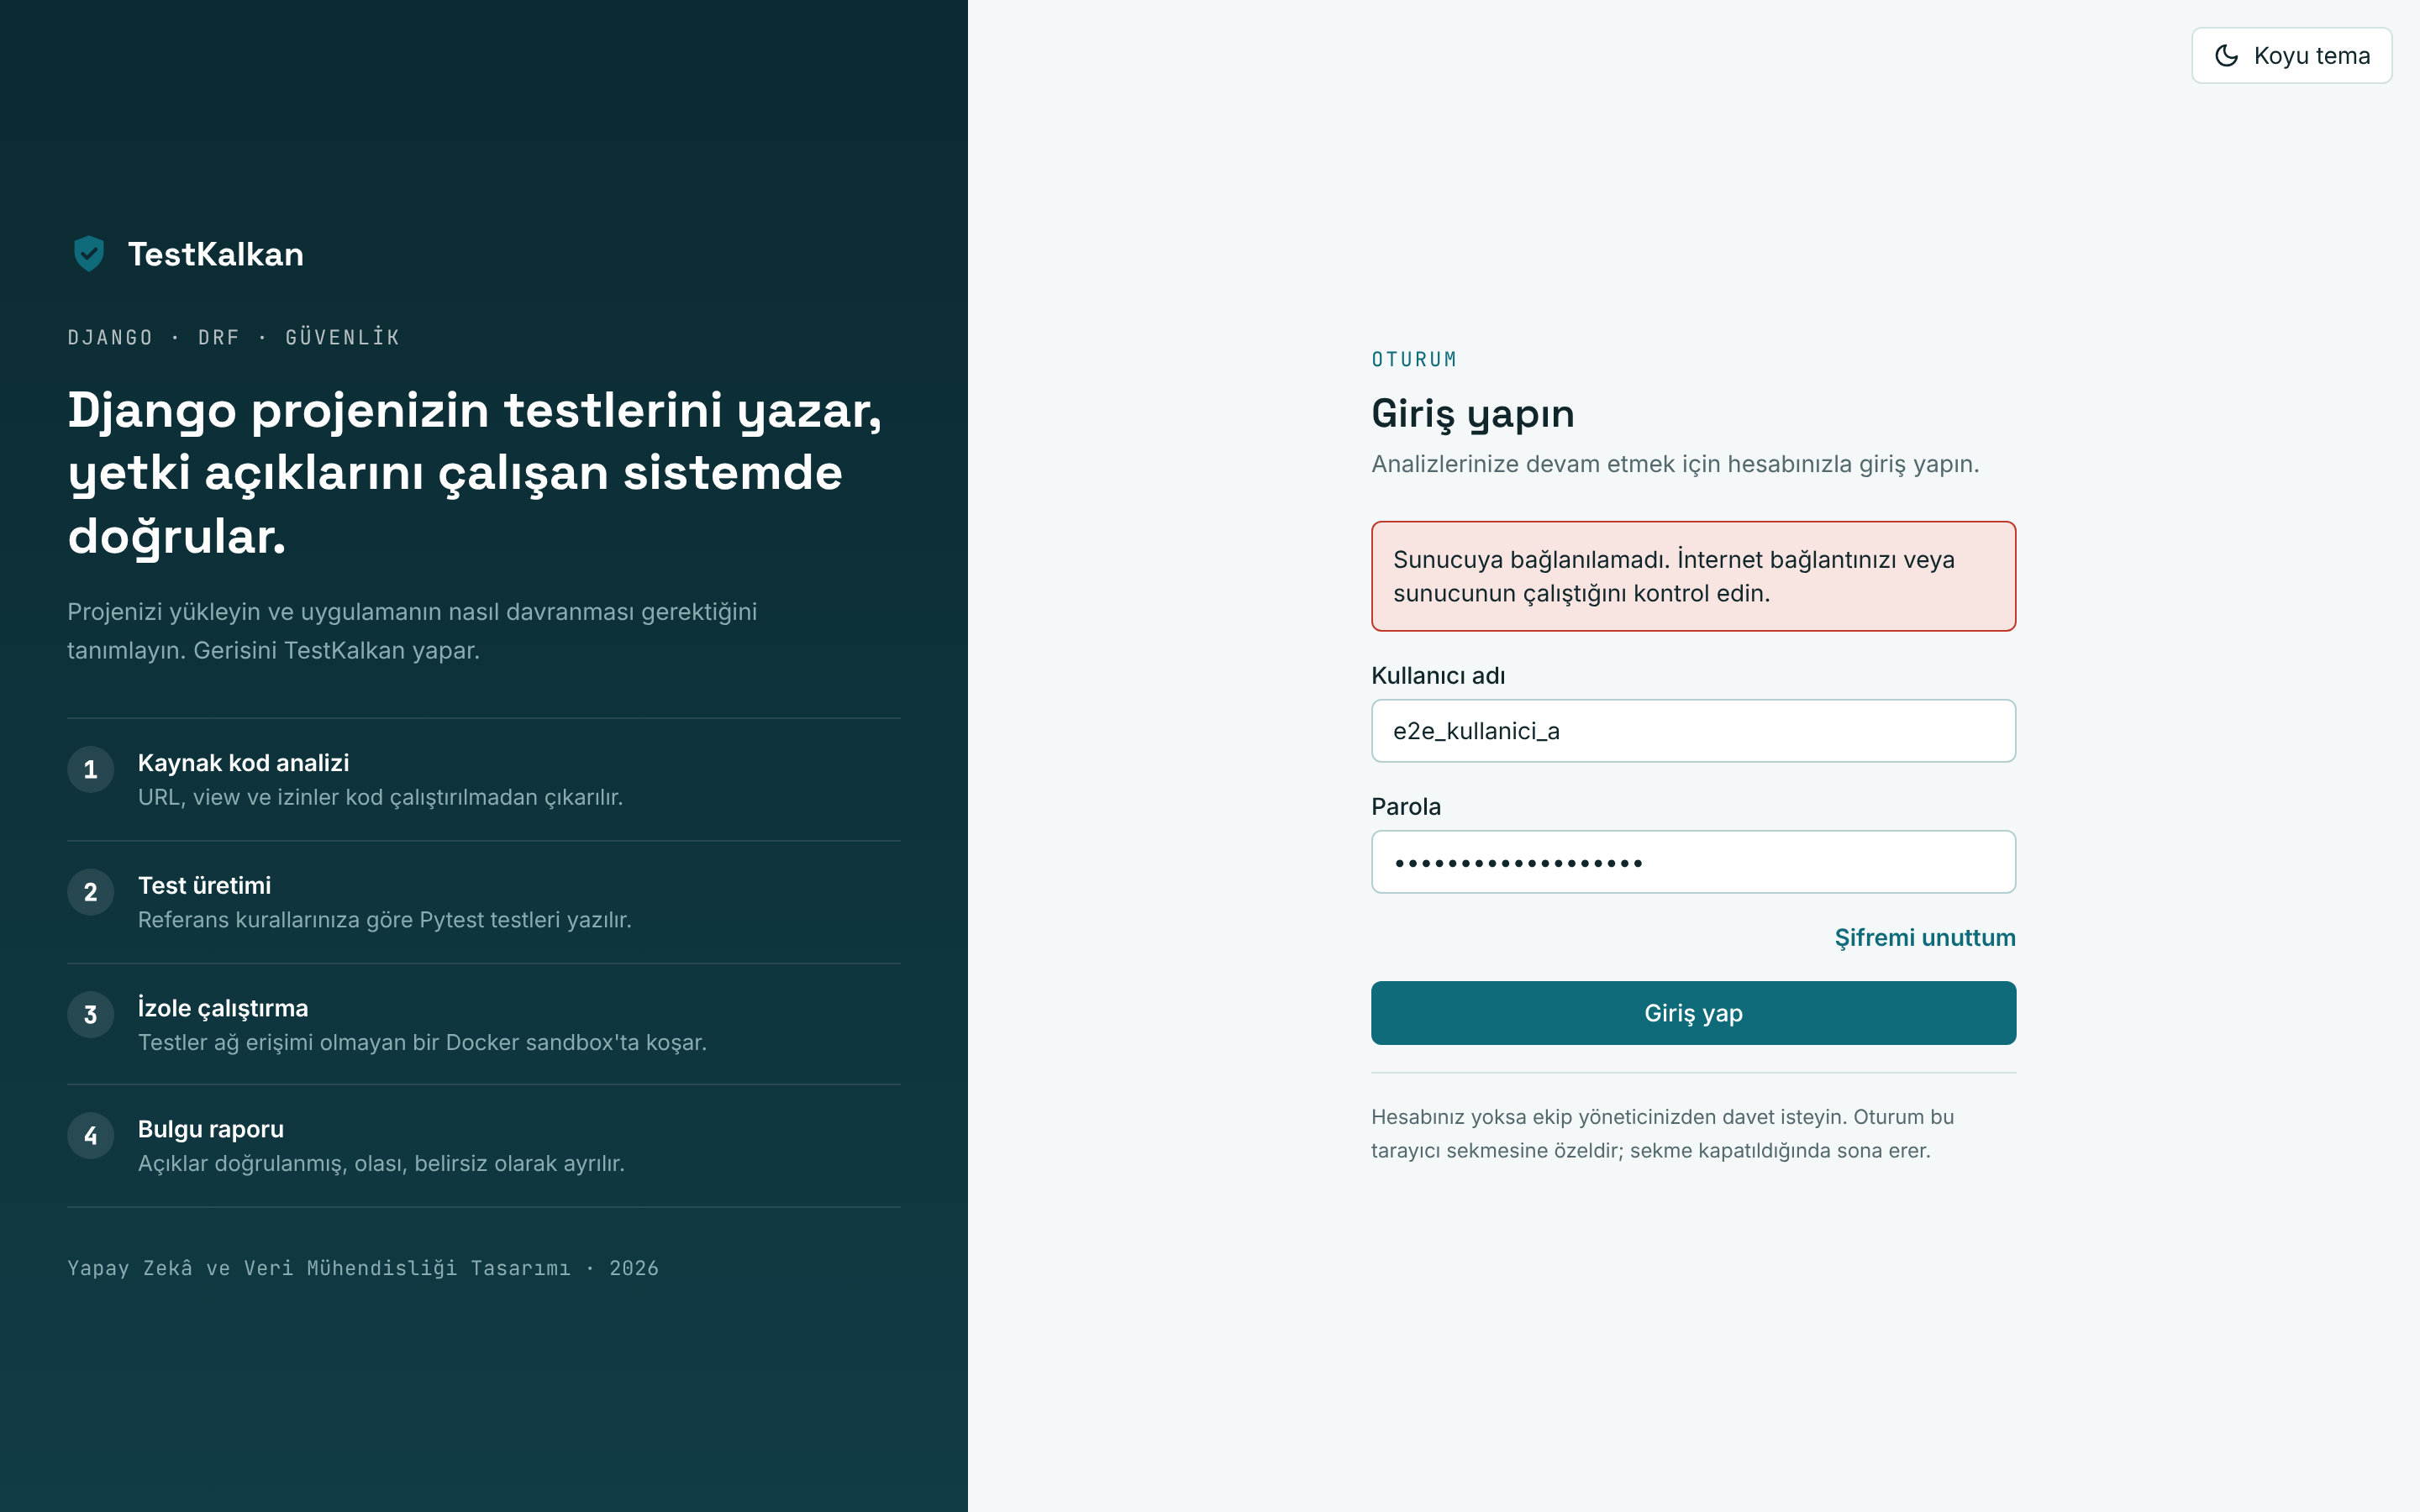 TestKalkan
DJANGO · DRF · GÜVENLİK
Django projenizin testlerini yazar,
yetki açıklarını çalışan sistemde
doğrular.
Projenizi yükleyin ve uygulamanın nasıl davranması gerektiğini
tanımlayın. Gerisini TestKalkan yapar.
1
Kaynak kod analizi
URL, view ve izinler kod çalıştırılmadan çıkarılır.
2
Test üretimi
Referans kurallarınıza göre Pytest testleri yazılır.
3
İzole çalıştırma
Testler ağ erişimi olmayan bir Docker sandbox'ta koşar.
4
Bulgu raporu
Açıklar doğrulanmış, olası, belirsiz olarak ayrılır.
Yapay Zekâ ve Veri Mühendisliği Tasarımı · 2026
Koyu tema
OTURUM
Giriş yapın
Analizlerinize devam etmek için hesabınızla giriş yapın.
Sunucuya bağlanılamadı. İnternet bağlantınızı veya
sunucunun çalıştığını kontrol edin.
Kullanıcı adı
e2e_kullanici_a
Parola
•••••••••••••••••••
Şifremi unuttum
Giriş yap
Hesabınız yoksa ekip yöneticinizden davet isteyin. Oturum bu
tarayıcı sekmesine özeldir; sekme kapatıldığında sona erer.